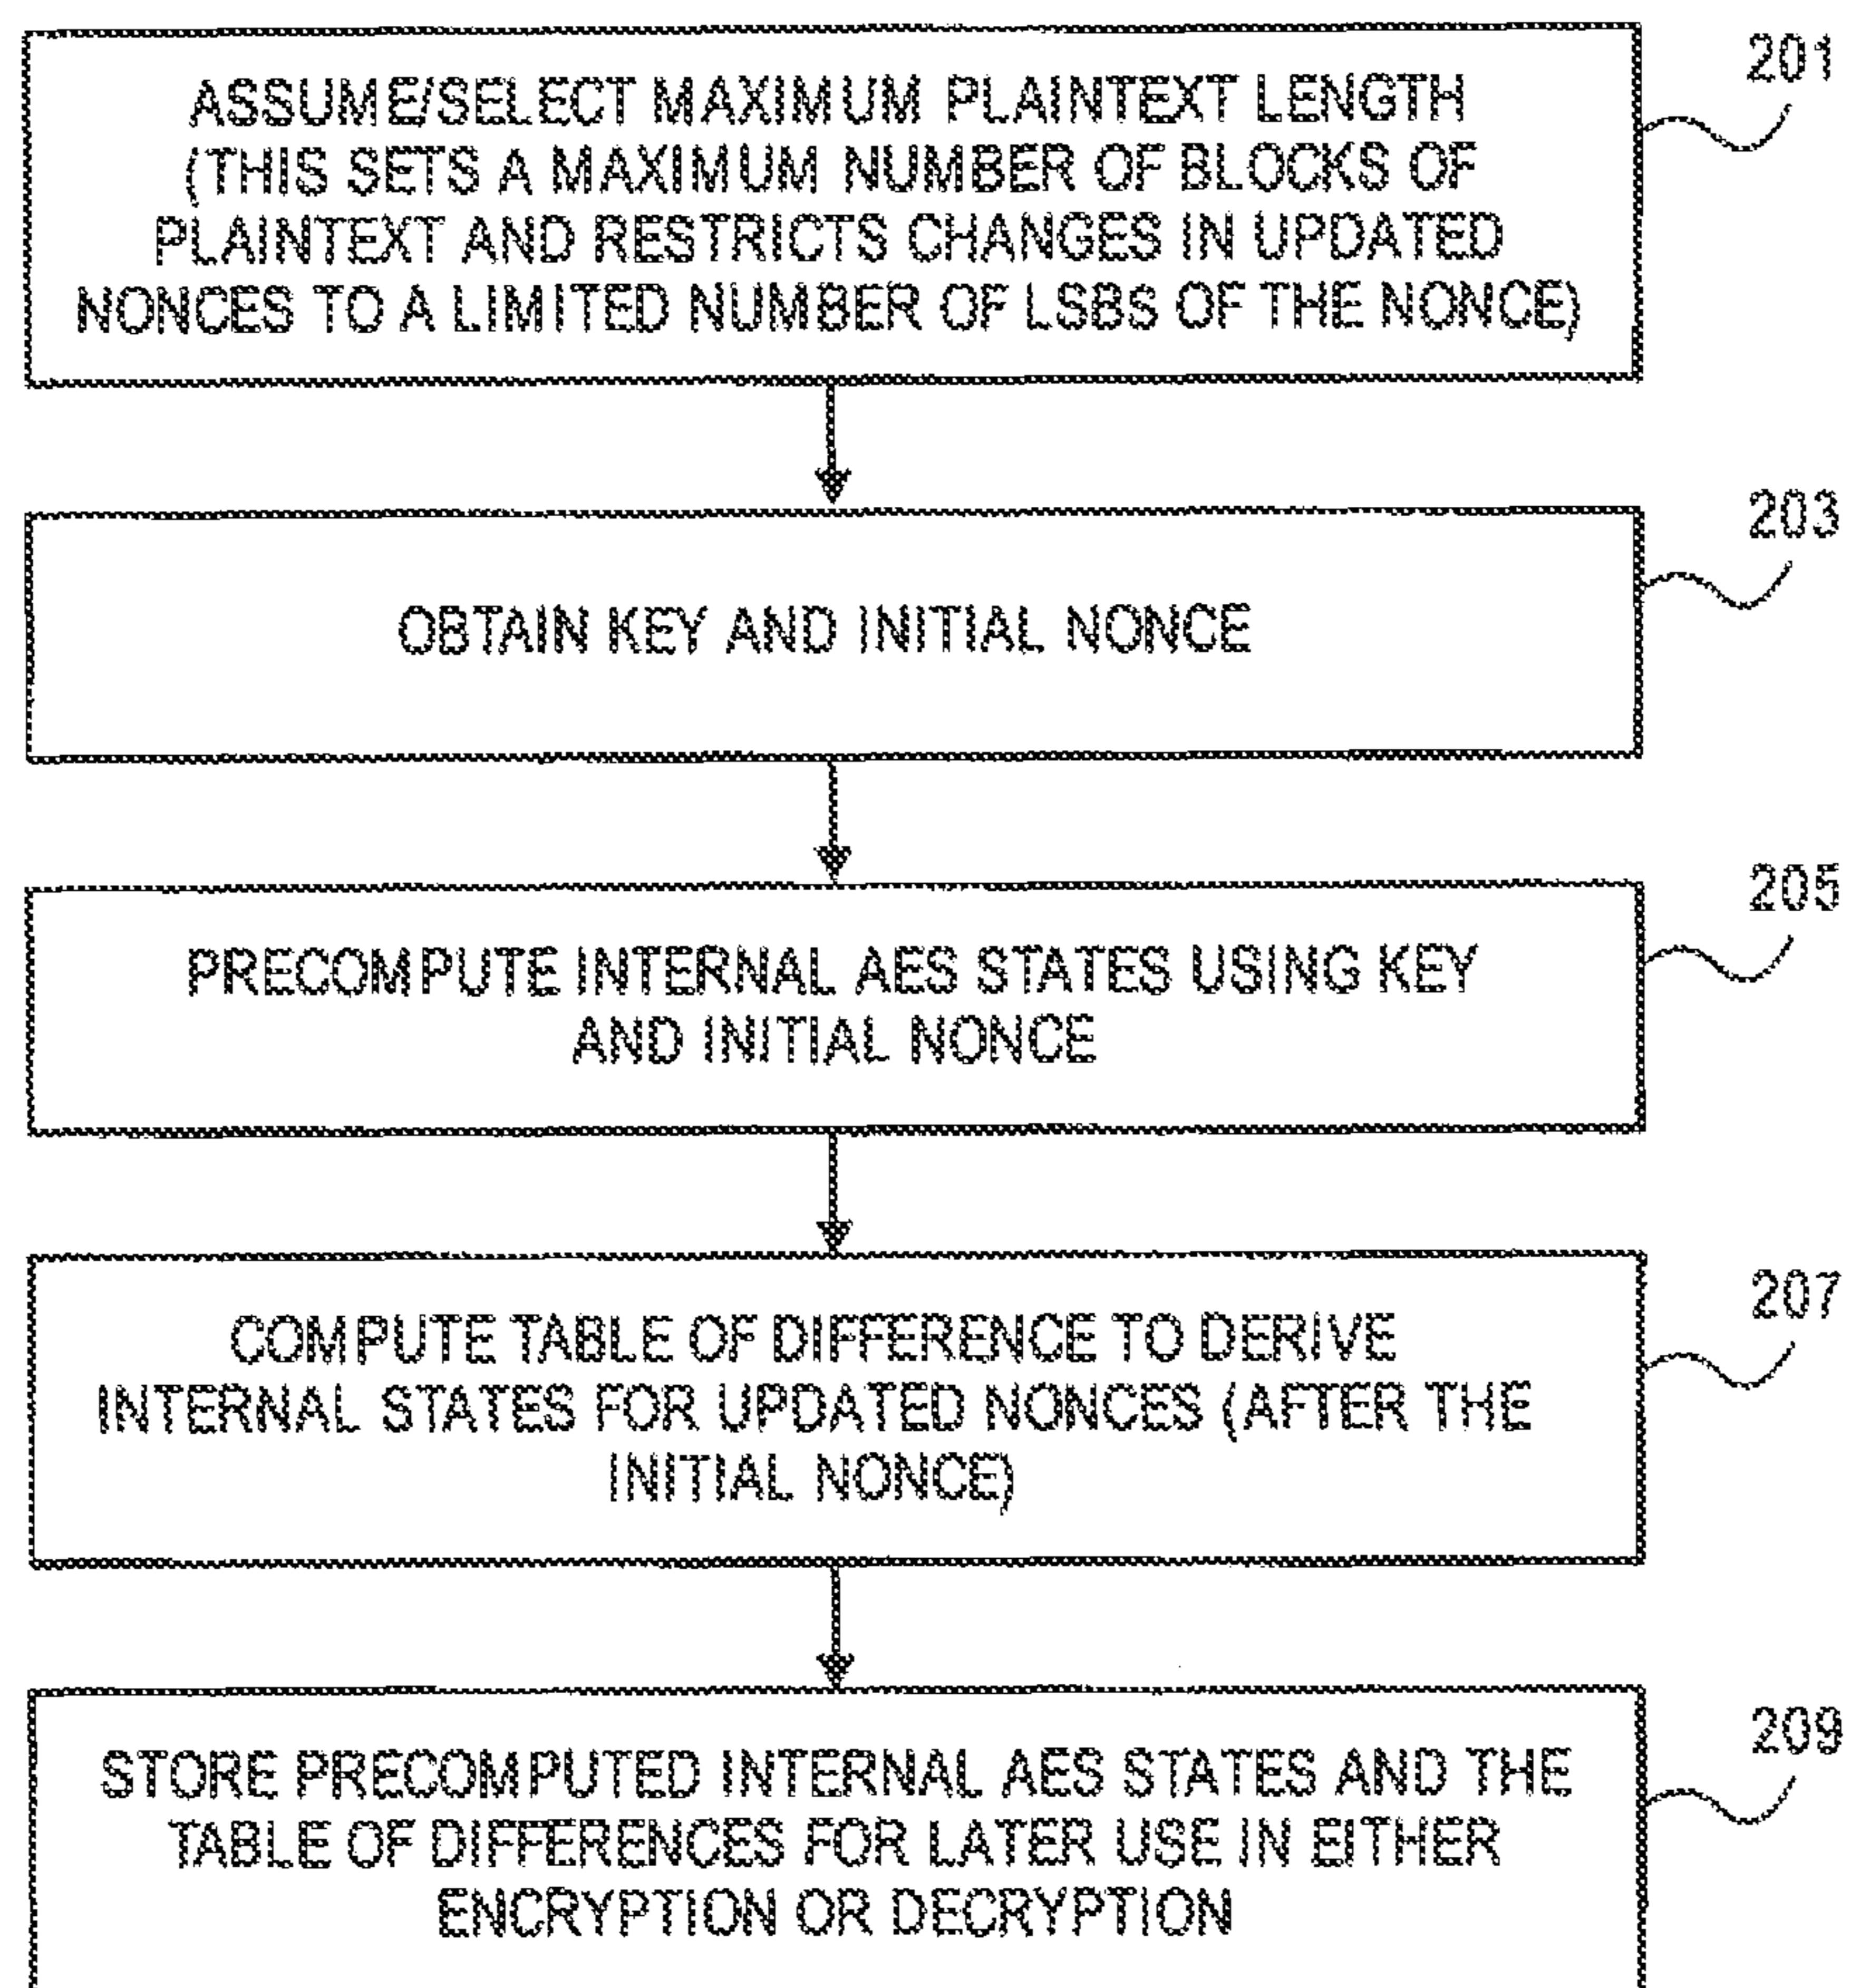 ASSUME/SELECT MAXIMUM PLAINTEXT LENGTH
(THIS SETS A MAXIMUM NUMBER OF BLOCKS OF
PLAINTEXT AND RESTRICTS CHANGES IN UPDATED
NONCES TO A LIMITED NUMBER OF LSBS OF THE NONCE)
201
OBTAIN KEY AND INITIAL NONCE
203
PRECOMPUTE INTERNAL AES STATES USING KEY
AND INITIAL NONCE
205
COMPUTE TABLE OF DIFFERENCE TO DERIVE
INTERNAL STATES FOR UPDATED NONCES (AFTER THE
INITIAL NONCE)
207
STORE PRECOMPUTED INTERNAL AES STATES AND THE
TABLE OF DIFFERENCES FOR LATER USE IN EITHER
ENCRYPTION OR DECRYPTION
209